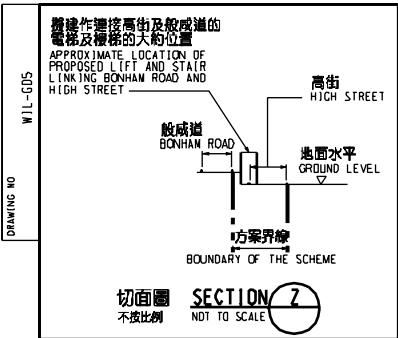 擬建作連接高街及般咸道的
電梯及樓梯的大約位置
APPROXIMATE LOCATION OF
PROPOSED LIFT AND STAIR
LINKING BONHAM ROAD AND
HIGH STREET
高街
HIGH STREET
般咸道
BONHAM ROAD
地面水平
GROUND LEVEL
方案界線
BOUNDARY OF THE SCHEME
切面圖 SECTION Z
不按比例 NOT TO SCALE
DRAWING NO WIL-GD5